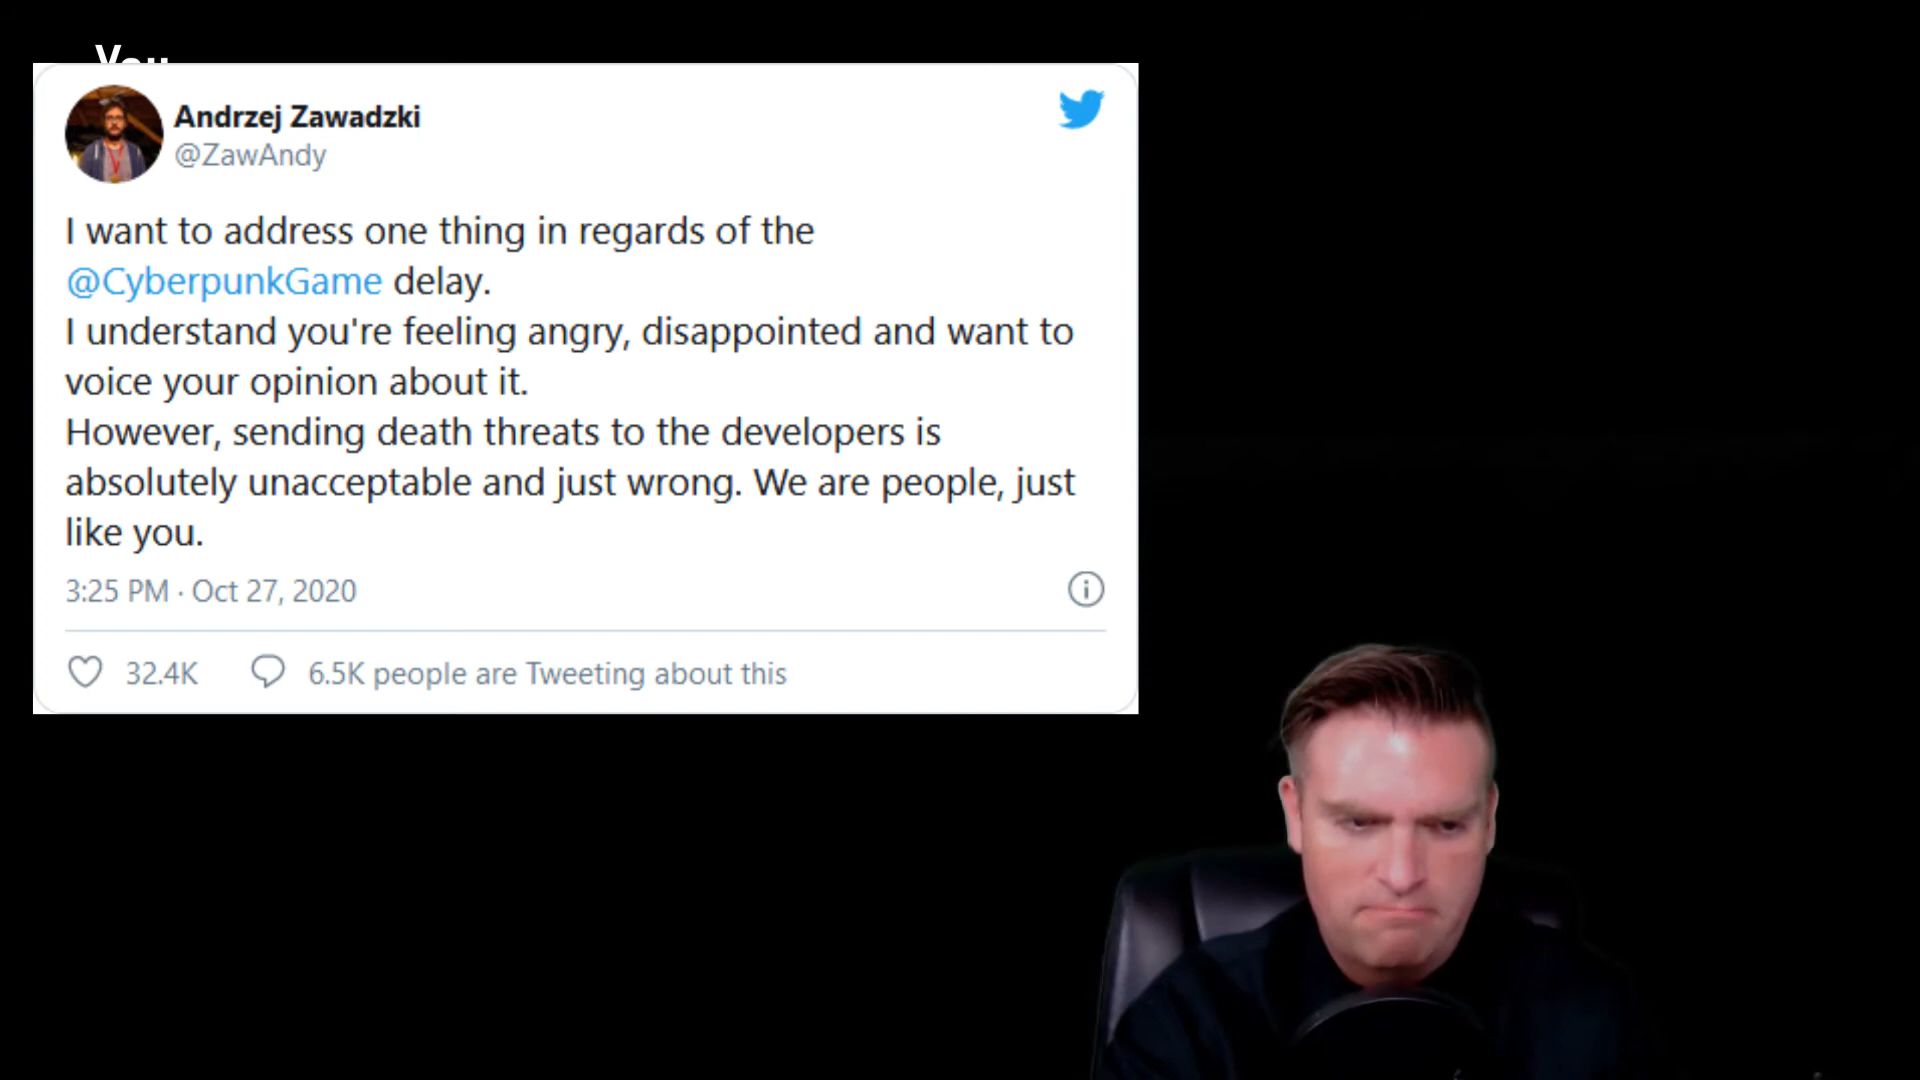 You
Andrzej Zawadzki
@ZawAndy
I want to address one thing in regards of the
@CyberpunkGame delay.
I understand you're feeling angry, disappointed and want to
voice your opinion about it.
However, sending death threats to the developers is
absolutely unacceptable and just wrong. We are people, just
like you.
3:25 PM · Oct 27, 2020
32.4K 6.5K people are Tweeting about this